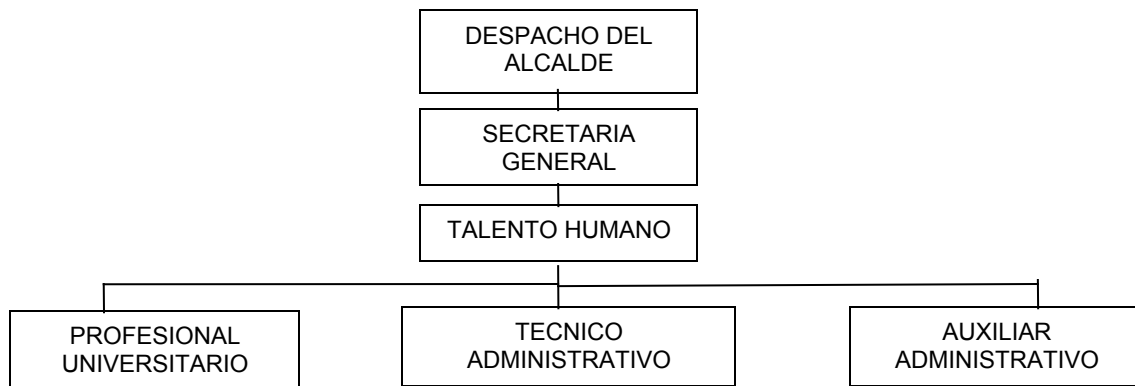 DESPACHO DEL
ALCALDE
SECRETARIA
GENERAL
TALENTO HUMANO
PROFESIONAL
UNIVERSITARIO
TECNICO
ADMINISTRATIVO
AUXILIAR
ADMINISTRATIVO